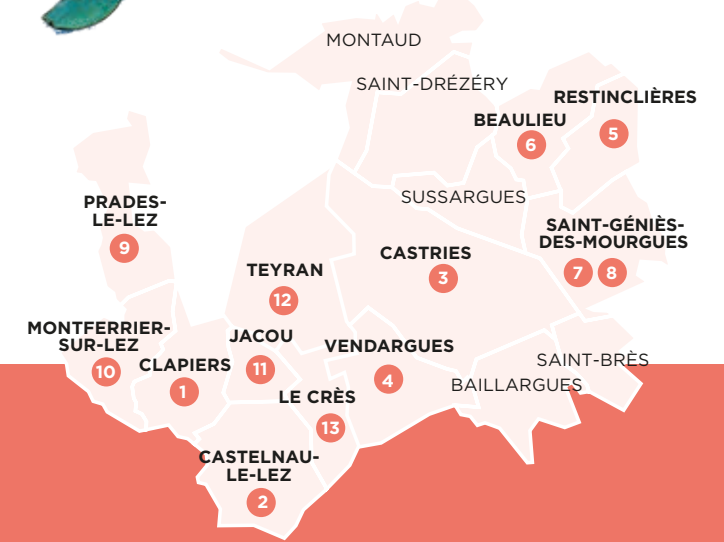 MONTAUD
SAINT-DRÉZÉRY
RESTINCLIÈRES
5
BEAULIEU
6
SUSSARGUES
PRADES-
LE-LEZ
9
SAINT-GÉNIÈS-
DES-MOURGUES
7 8
CASTRIES
3
TEYRAN
12
MONTFERRIER-
SUR-LEZ
10
JACOU
11
VENDARGUES
4
CLAPIERS
1
SAINT-BRÈS
BAILLARGUES
LE CRÈS
13
CASTELNAU-
LE-LEZ
2